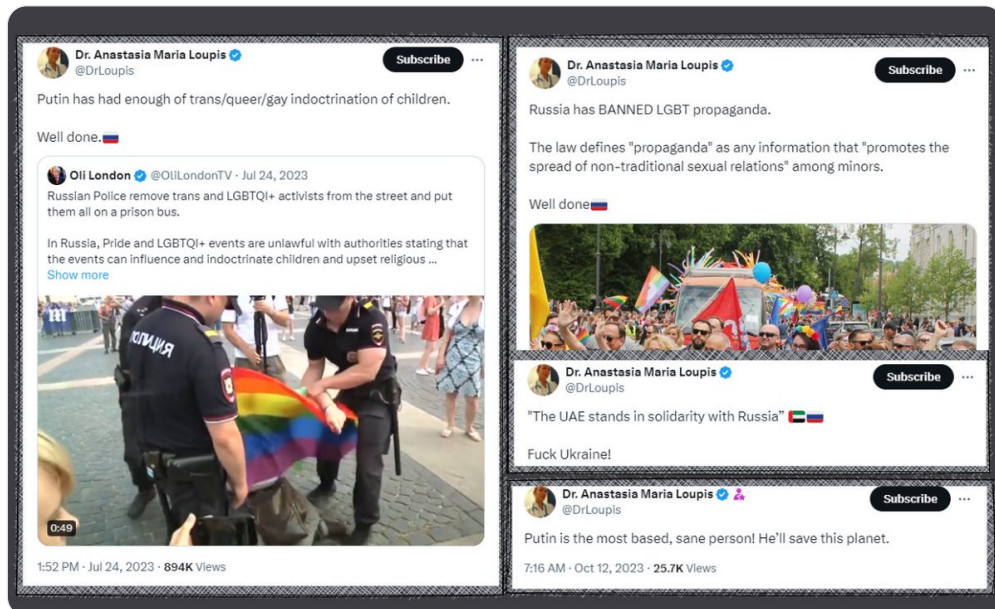 Dr. Anastasia Maria Loupis
@DrLoupis
Subscribe
Putin has had enough of trans/queer/gay indoctrination of children.
Well done.🇷🇺
Oli London @OliLondonTV · Jul 24, 2023
Russian Police remove trans and LGBTQI+ activists from the street and put
them all on a prison bus.
In Russia, Pride and LGBTQI+ events are unlawful with authorities stating that
the events can influence and indoctrinate children and upset religious ...
Show more
ПОЛИЦИЯ
0:49
1:52 PM · Jul 24, 2023 · 894K Views
Dr. Anastasia Maria Loupis
@DrLoupis
Subscribe
Russia has BANNED LGBT propaganda.
The law defines "propaganda" as any information that "promotes the
spread of non-traditional sexual relations" among minors.
Well done🇷🇺
Dr. Anastasia Maria Loupis
@DrLoupis
Subscribe
"The UAE stands in solidarity with Russia” 🇦🇪🇷🇺
Fuck Ukraine!
Dr. Anastasia Maria Loupis
@DrLoupis
Subscribe
Putin is the most based, sane person! He’ll save this planet.
7:16 AM · Oct 12, 2023 · 25.7K Views